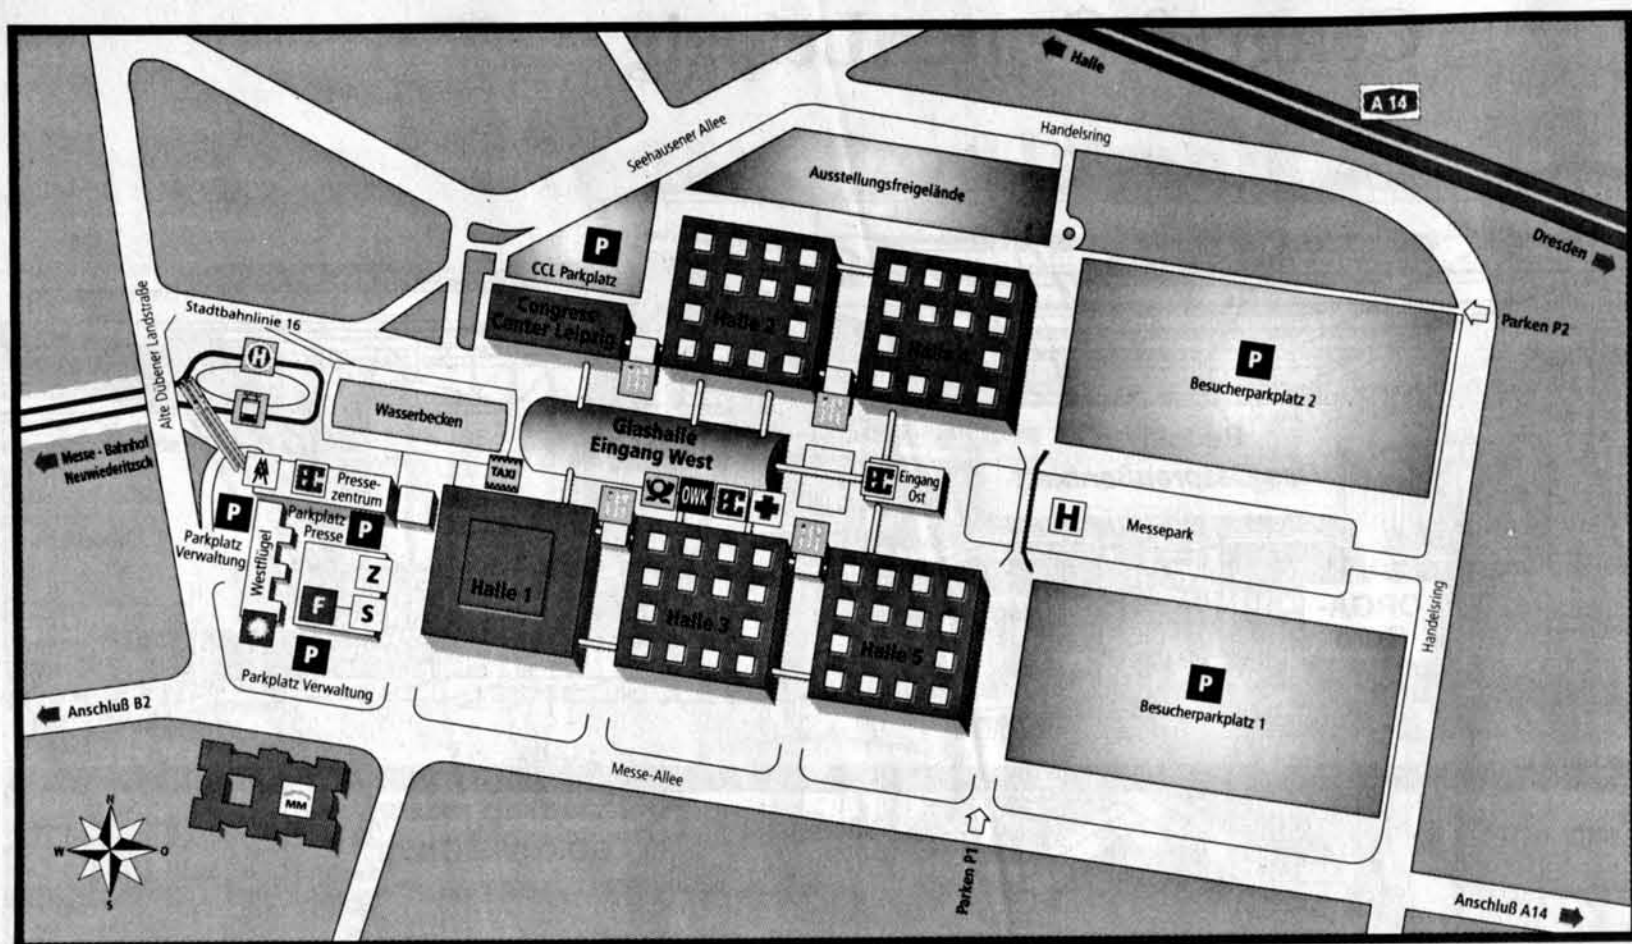 Halle
A 14
Handelsring
Seehausener Allee
Ausstellungsfreigelände
Dresden
P
CCL Parkplatz
Alte Dübener Landstraße
Stadtbahnlinie 16
Congress
Center Leipzig
Halle 2
Parken P2
P
Besucherparkplatz 2
H
Wasserbecken
Glashalle
Eingang West
Messe-Bahnhof
Neuwiederitzsch
TAXI
Presse-
zentrum
OWK
Eingang
Ost
P
Parkplatz
Verwaltung
Parkplatz
Presse
P
H
Messepark
Westflügel
Z
F
S
Halle 1
Halle 3
Halle 5
Handelsring
P
Parkplatz Verwaltung
P
Besucherparkplatz 1
Anschluß B2
Messe-Allee
MM
N
W
O
S
Parken P1
Anschluß A14